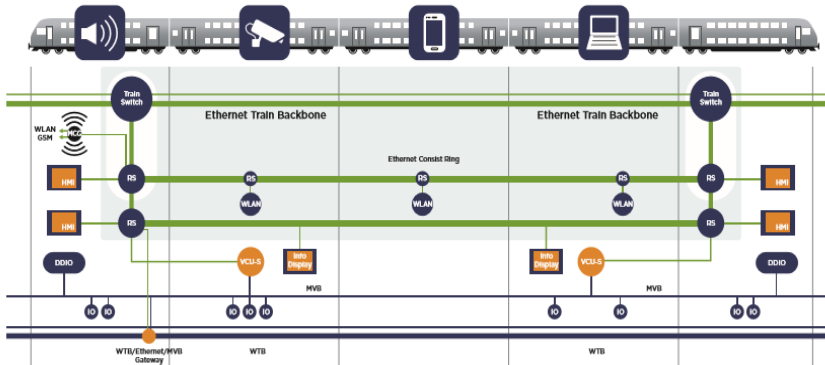 Train
Switch
Train
Switch
Ethernet Train Backbone
Ethernet Train Backbone
WLAN
GSM
MCG
Ethernet Consist Ring
HMI
RS
RS
RS
RS
RS
HMI
WLAN
WLAN
WLAN
HMI
RS
RS
HMI
DDIO
VCU-S
Info
Display
Info
Display
VCU-S
DDIO
MVB
MVB
IO
IO
IO
IO
IO
IO
IO
IO
IO
WTB/Ethernet/MVB
Gateway
WTB
WTB